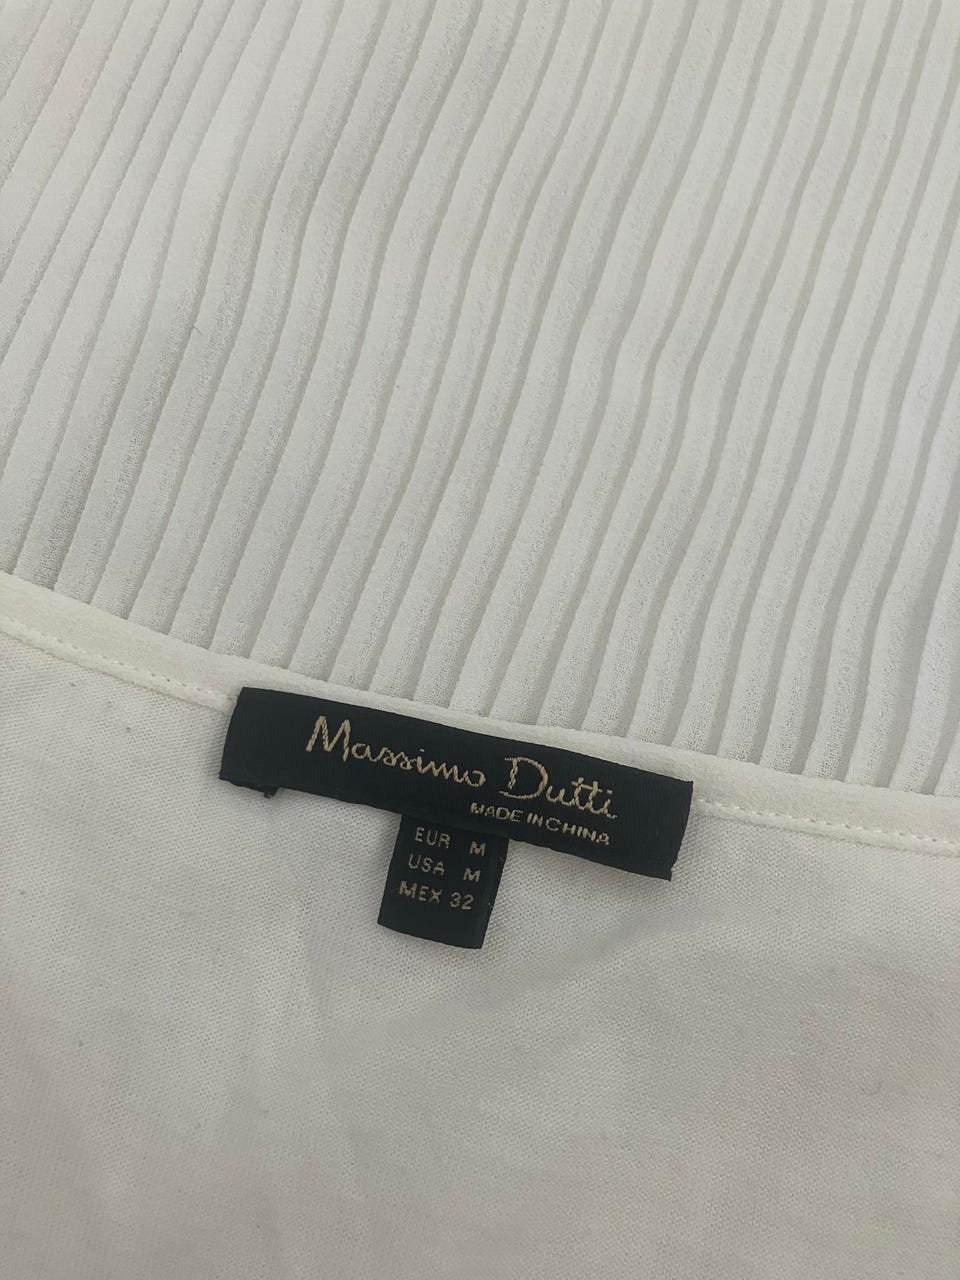 Massimo Dutti
MADE IN CHINA
EUR M
USA M
MEX 32